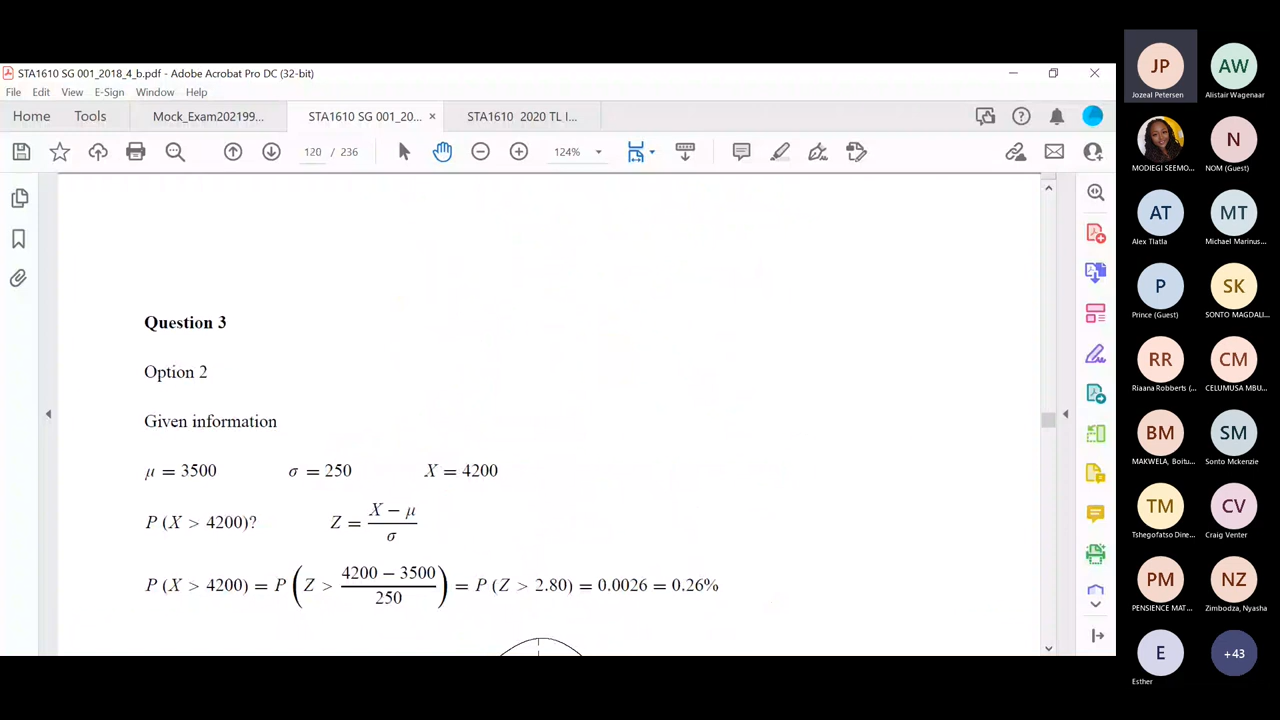 STA1610 SG 001_2018_4_b.pdf - Adobe Acrobat Pro DC (32-bit)
File Edit View E-Sign Window Help
Home Tools Mock_Exam202199... STA1610 SG 001_20... × STA1610 2020 TL I...
120 / 236 124%
Question 3
Option 2
Given information
μ = 3500 σ = 250 X = 4200
P (X > 4200)? Z = (X − μ) / σ
P (X > 4200) = P (Z > (4200 − 3500) / 250) = P (Z > 2.80) = 0.0026 = 0.26%
JP AW
Jozeal Petersen Alistair Wagenaar
N
MODIEGI SEEMO... NOM (Guest)
AT MT
Alex Tlatla Michael Marinus...
P SK
Prince (Guest) SONTO MAGDALI...
RR CM
Riaana Robberts (... CELUMUSA MBU...
BM SM
MAKWELA, Boitu... Sonto Mckenzie
TM CV
Tshegofatso Dine... Craig Venter
PM NZ
PENSIENCE MAT... Zimbodza, Nyasha
E +43
Esther